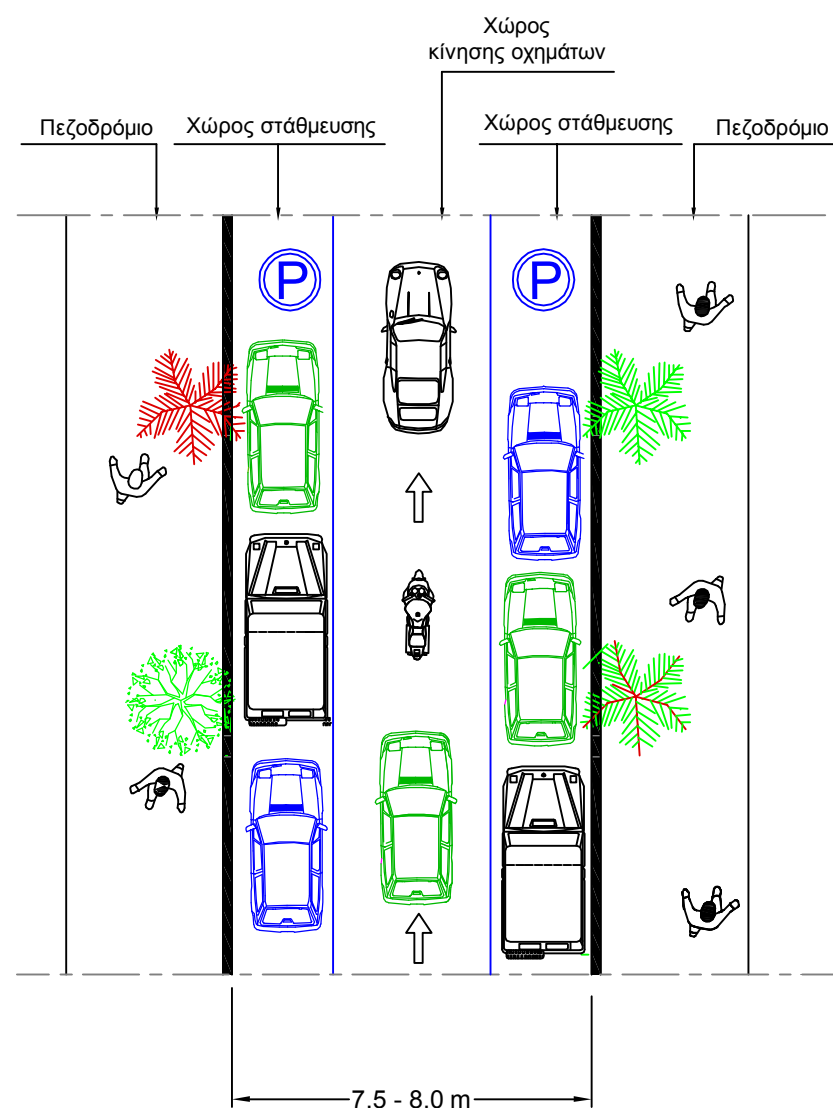 Χώρος
κίνησης οχημάτων
Πεζοδρόμιο
Χώρος στάθμευσης
Χώρος στάθμευσης
Πεζοδρόμιο
P
P
7.5 - 8.0 m